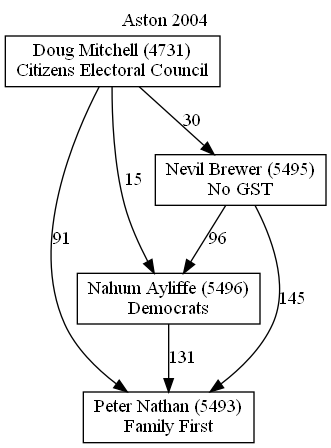 Aston 2004
Doug Mitchell (4731)
Citizens Electoral Council
30
Nevil Brewer (5495)
No GST
15
91
96
145
Nahum Ayliffe (5496)
Democrats
131
Peter Nathan (5493)
Family First